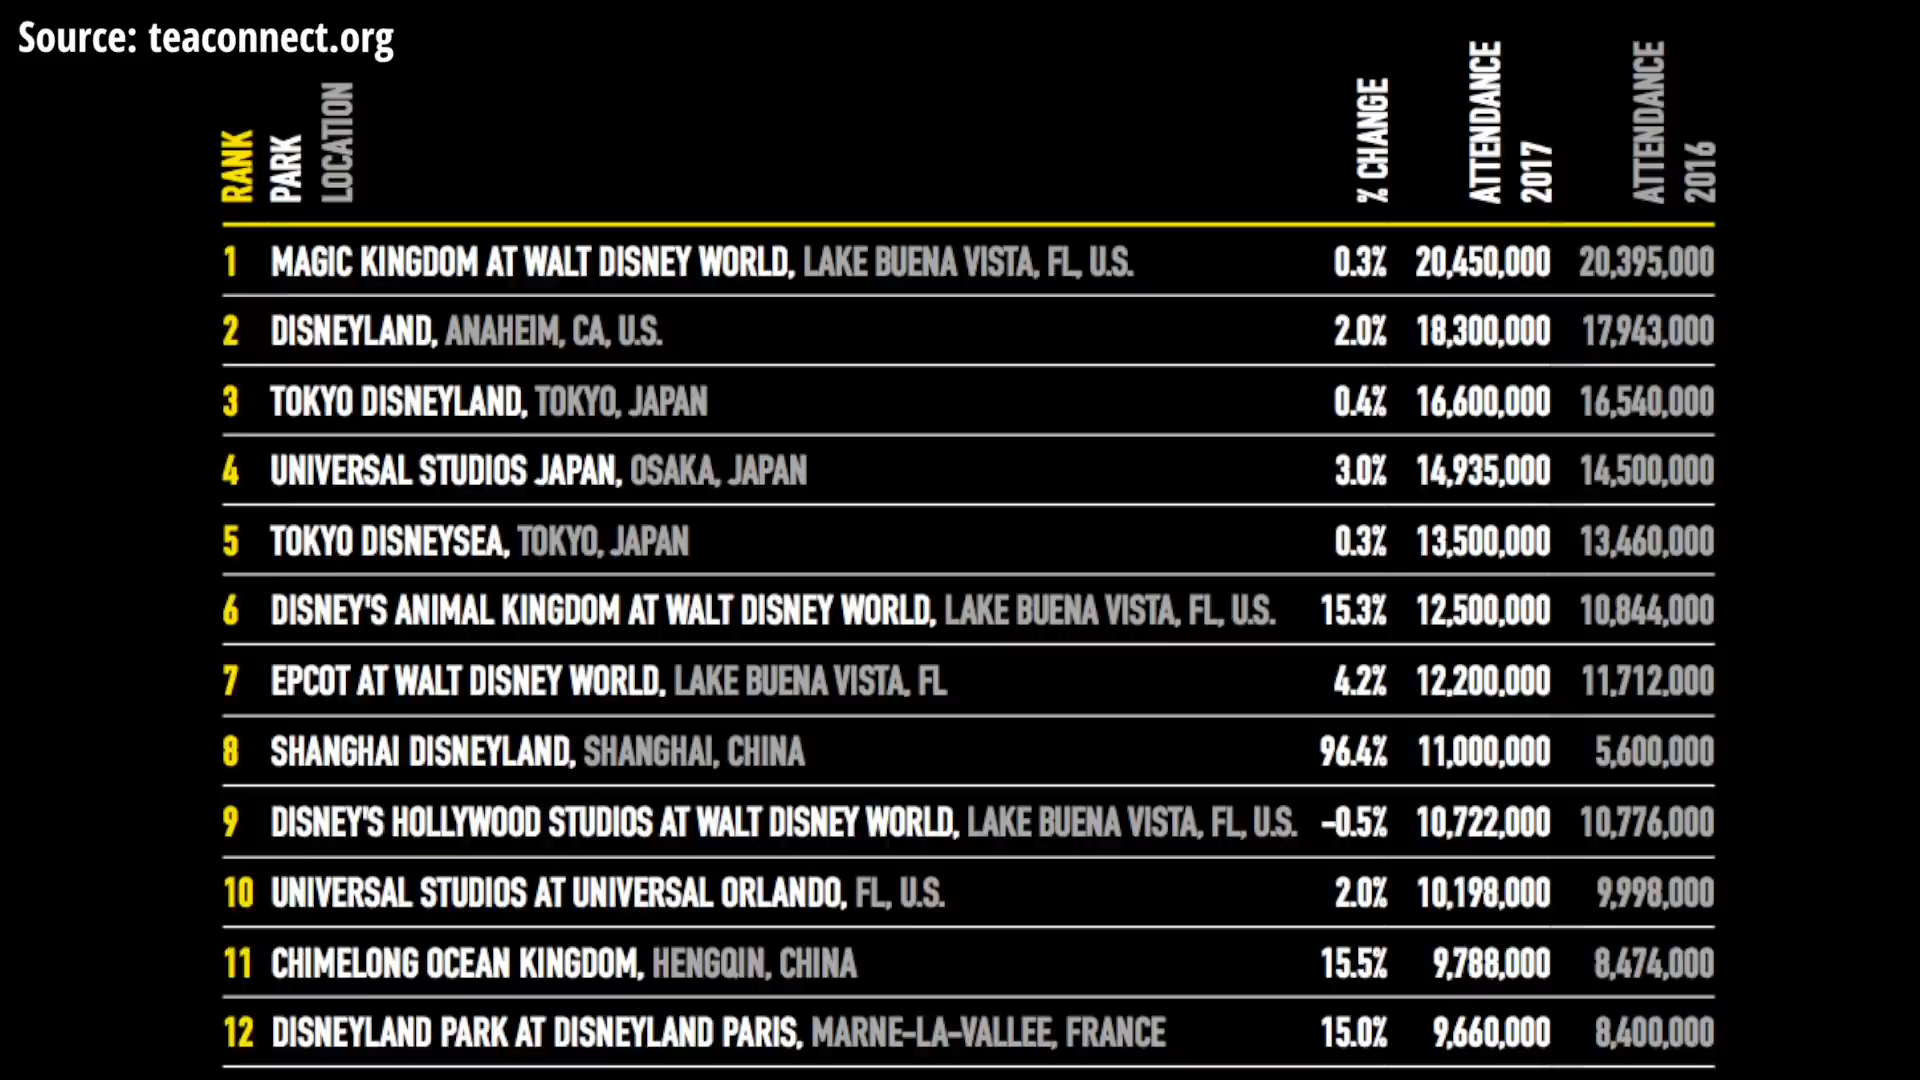 Source: teaconnect.org
RANK
PARK
LOCATION
% CHANGE
ATTENDANCE
2017
ATTENDANCE
2016
1 MAGIC KINGDOM AT WALT DISNEY WORLD, LAKE BUENA VISTA, FL, U.S. 0.3% 20,450,000 20,395,000
2 DISNEYLAND, ANAHEIM, CA, U.S. 2.0% 18,300,000 17,943,000
3 TOKYO DISNEYLAND, TOKYO, JAPAN 0.4% 16,600,000 16,540,000
4 UNIVERSAL STUDIOS JAPAN, OSAKA, JAPAN 3.0% 14,935,000 14,500,000
5 TOKYO DISNEYSEA, TOKYO, JAPAN 0.3% 13,500,000 13,460,000
6 DISNEY'S ANIMAL KINGDOM AT WALT DISNEY WORLD, LAKE BUENA VISTA, FL, U.S. 15.3% 12,500,000 10,844,000
7 EPCOT AT WALT DISNEY WORLD, LAKE BUENA VISTA, FL 4.2% 12,200,000 11,712,000
8 SHANGHAI DISNEYLAND, SHANGHAI, CHINA 96.4% 11,000,000 5,600,000
9 DISNEY'S HOLLYWOOD STUDIOS AT WALT DISNEY WORLD, LAKE BUENA VISTA, FL, U.S. –0.5% 10,722,000 10,776,000
10 UNIVERSAL STUDIOS AT UNIVERSAL ORLANDO, FL, U.S. 2.0% 10,198,000 9,998,000
11 CHIMELONG OCEAN KINGDOM, HENGQIN, CHINA 15.5% 9,788,000 8,474,000
12 DISNEYLAND PARK AT DISNEYLAND PARIS, MARNE-LA-VALLEE, FRANCE 15.0% 9,660,000 8,400,000